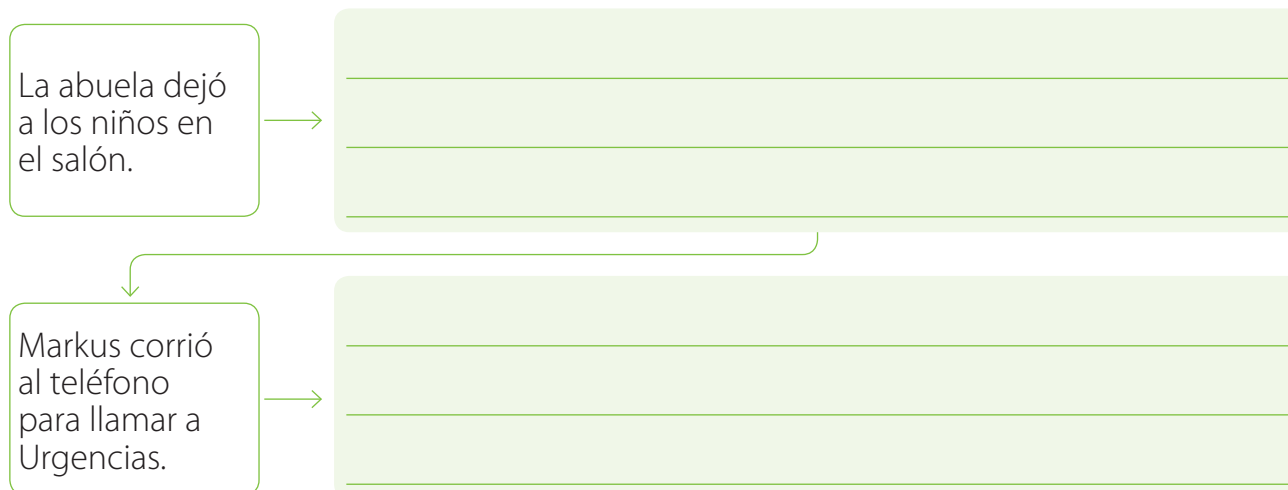 La abuela dejó
a los niños en
el salón.
Markus corrió
al teléfono
para llamar a
Urgencias.